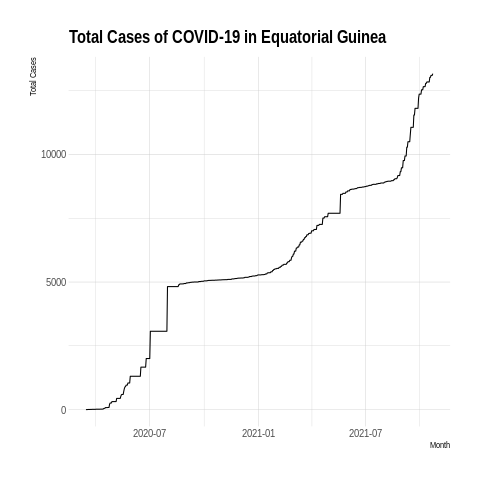 Total Cases of COVID-19 in Equatorial Guinea
Total Cases
10000
5000
0
2020-07 2021-01 2021-07
Month